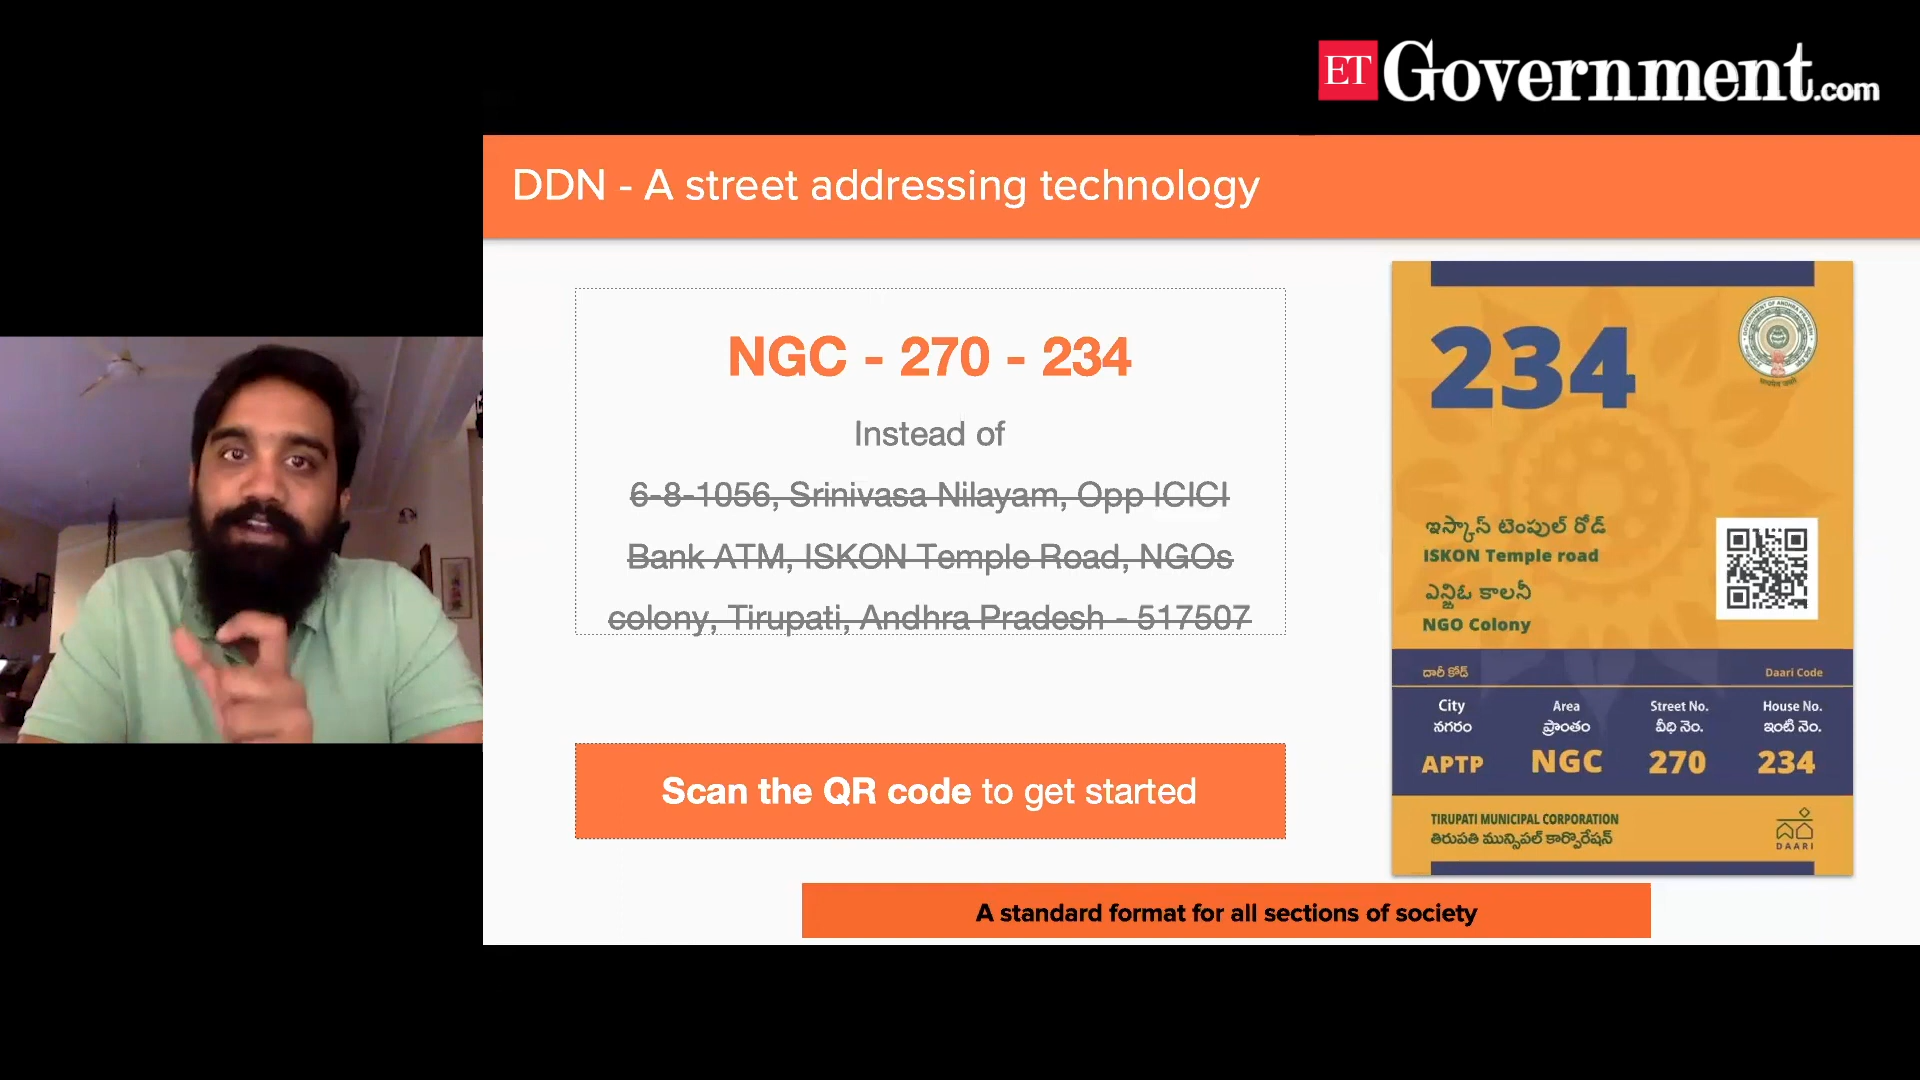 ET Government.com
DDN - A street addressing technology
NGC - 270 - 234
Instead of
6-8-1056, Srinivasa Nilayam, Opp ICICI
Bank ATM, ISKON Temple Road, NGOs
colony, Tirupati, Andhra Pradesh - 517507
Scan the QR code to get started
A standard format for all sections of society
234
ఇస్కాస్ టెంపుల్ రోడ్
ISKON Temple road
ఎన్జిఓ కాలనీ
NGO Colony
దారీ కోడ్ Daari Code
City Area Street No. House No.
నగరం ప్రాంతం వీధి నెం. ఇంటి నెం.
APTP NGC 270 234
TIRUPATI MUNICIPAL CORPORATION
తిరుపతి మున్సిపల్ కార్పొరేషన్
DAARI